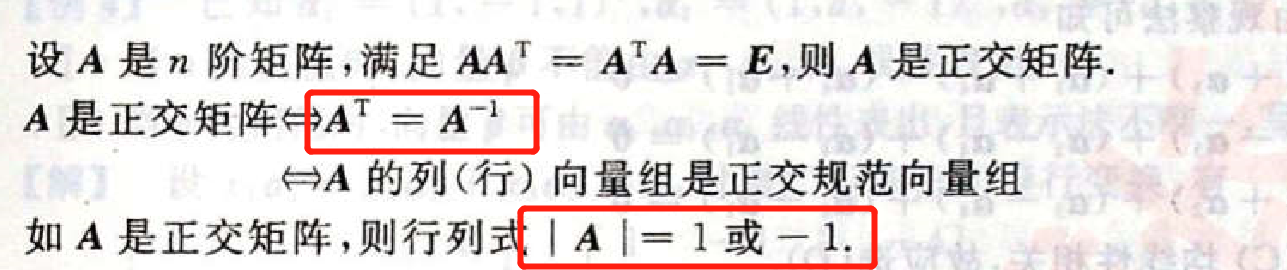 设 A 是 n 阶矩阵,满足 AAᵀ = AᵀA = E,则 A 是正交矩阵.
A 是正交矩阵⇔Aᵀ = A⁻¹
⇔A 的列(行)向量组是正交规范向量组
如 A 是正交矩阵,则行列式 | A | = 1 或 − 1.